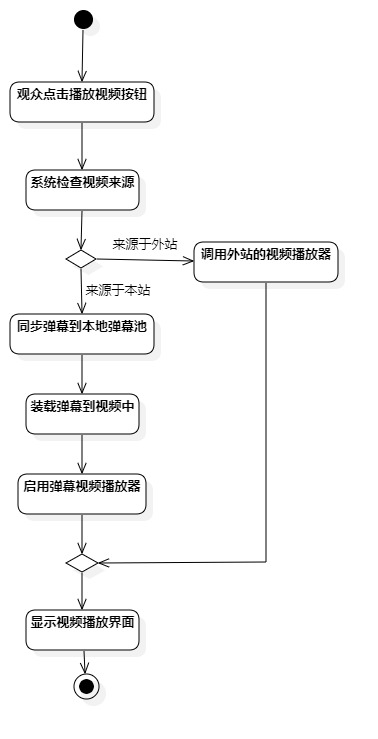 观众点击播放视频按钮
系统检查视频来源
来源于外站
调用外站的视频播放器
来源于本站
同步弹幕到本地弹幕池
装载弹幕到视频中
启用弹幕视频播放器
显示视频播放界面